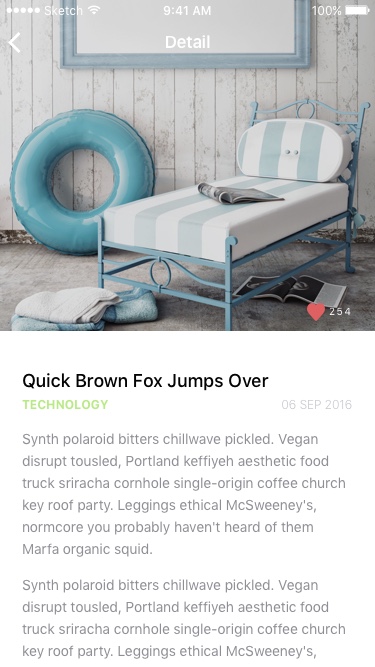 Sketch 9:41 AM 100%
Detail
254
Quick Brown Fox Jumps Over
TECHNOLOGY 06 SEP 2016
Synth polaroid bitters chillwave pickled. Vegan
disrupt tousled, Portland keffiyeh aesthetic food
truck sriracha cornhole single-origin coffee church
key roof party. Leggings ethical McSweeney's,
normcore you probably haven't heard of them
Marfa organic squid.
Synth polaroid bitters chillwave pickled. Vegan
disrupt tousled, Portland keffiyeh aesthetic food
truck sriracha cornhole single-origin coffee church
key roof party. Leggings ethical McSweeney's,